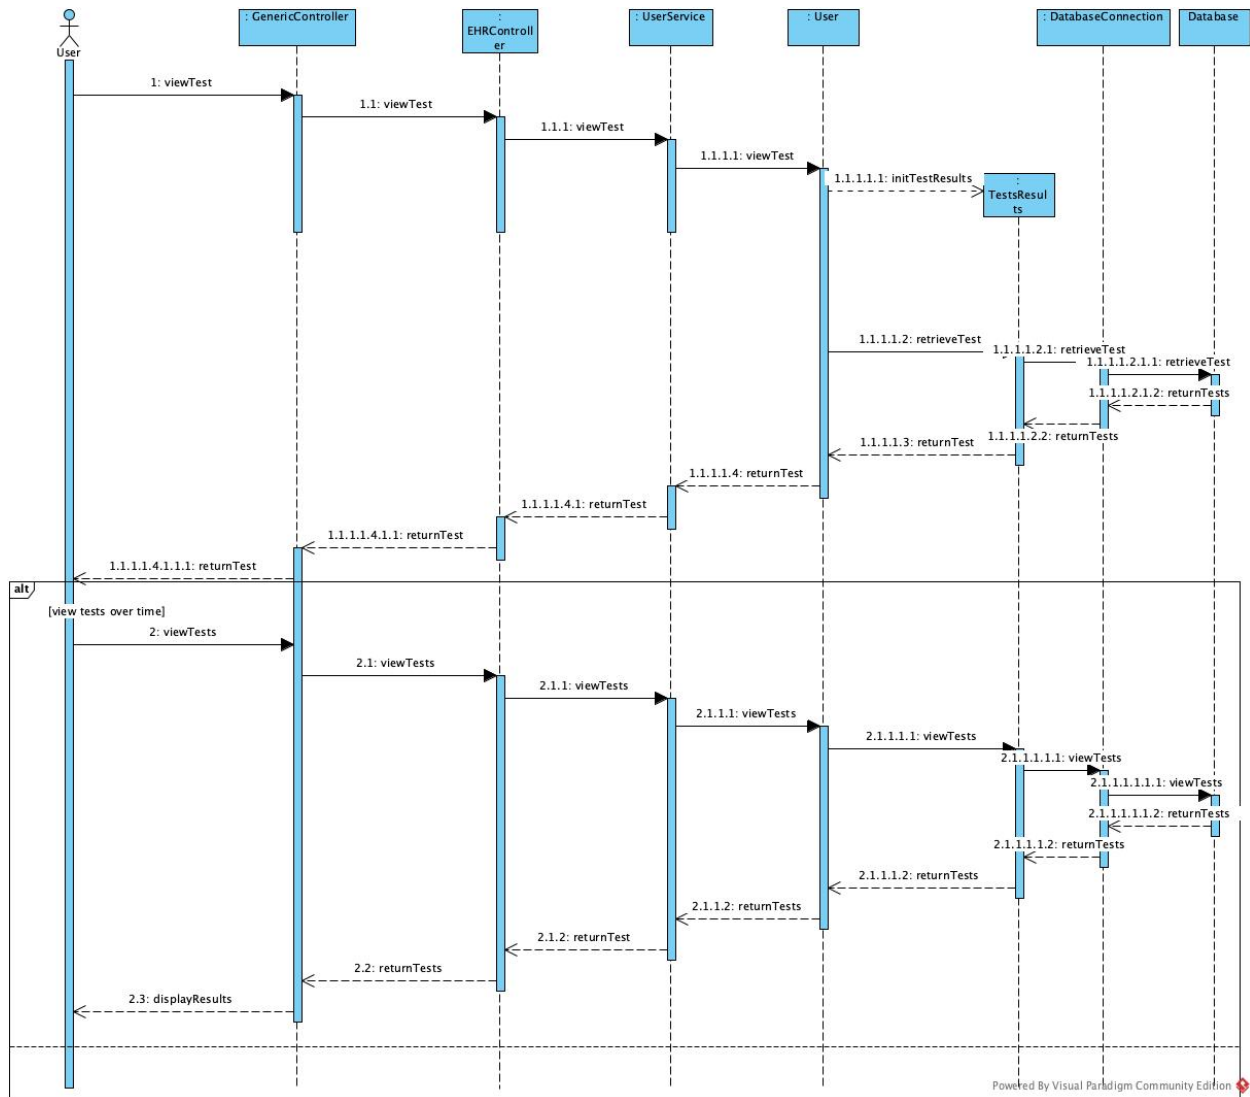 : GenericController
:
EHRControll
er
: UserService
: User
: DatabaseConnection
Database
User
1: viewTest
1.1: viewTest
1.1.1: viewTest
1.1.1.1: viewTest
1.1.1.1.1: initTestResults
:
TestsResul
ts
1.1.1.1.2: retrieveTest
1.1.1.1.2.1: retrieveTest
1.1.1.1.2.1.1: retrieveTest
1.1.1.1.2.1.2: returnTests
1.1.1.1.2.2: returnTests
1.1.1.1.3: returnTest
1.1.1.1.4: returnTest
1.1.1.1.4.1: returnTest
1.1.1.1.4.1.1: returnTest
1.1.1.1.4.1.1.1: returnTest
alt
[view tests over time]
2: viewTests
2.1: viewTests
2.1.1: viewTests
2.1.1.1: viewTests
2.1.1.1.1: viewTests
2.1.1.1.1.1: viewTests
2.1.1.1.1.1.1: viewTests
2.1.1.1.1.1.2: returnTests
2.1.1.1.1.2: returnTests
2.1.1.1.2: returnTests
2.1.1.2: returnTests
2.1.2: returnTest
2.2: returnTests
2.3: displayResults
Powered By Visual Paradigm Community Edition